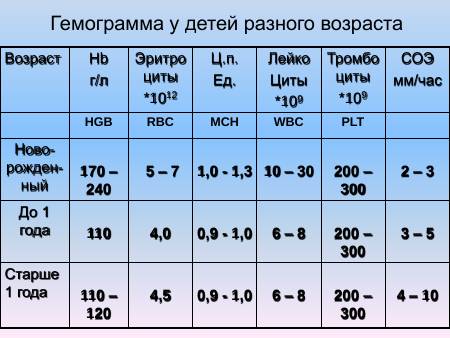 Гемограмма у детей разного возраста
Возраст Hb г/л Эритро циты *10¹² Ц.п. Ед. Лейко Циты *10⁹ Тромбо циты *10⁹ СОЭ мм/час
HGB RBC MCH WBC PLT
Ново-рожден-ный 170 – 240 5 – 7 1,0 - 1,3 10 – 30 200 – 300 2 – 3
До 1 года 110 4,0 0,9 - 1,0 6 – 8 200 – 300 3 – 5
Старше 1 года 110 – 120 4,5 0,9 - 1,0 6 – 8 200 – 300 4 – 10